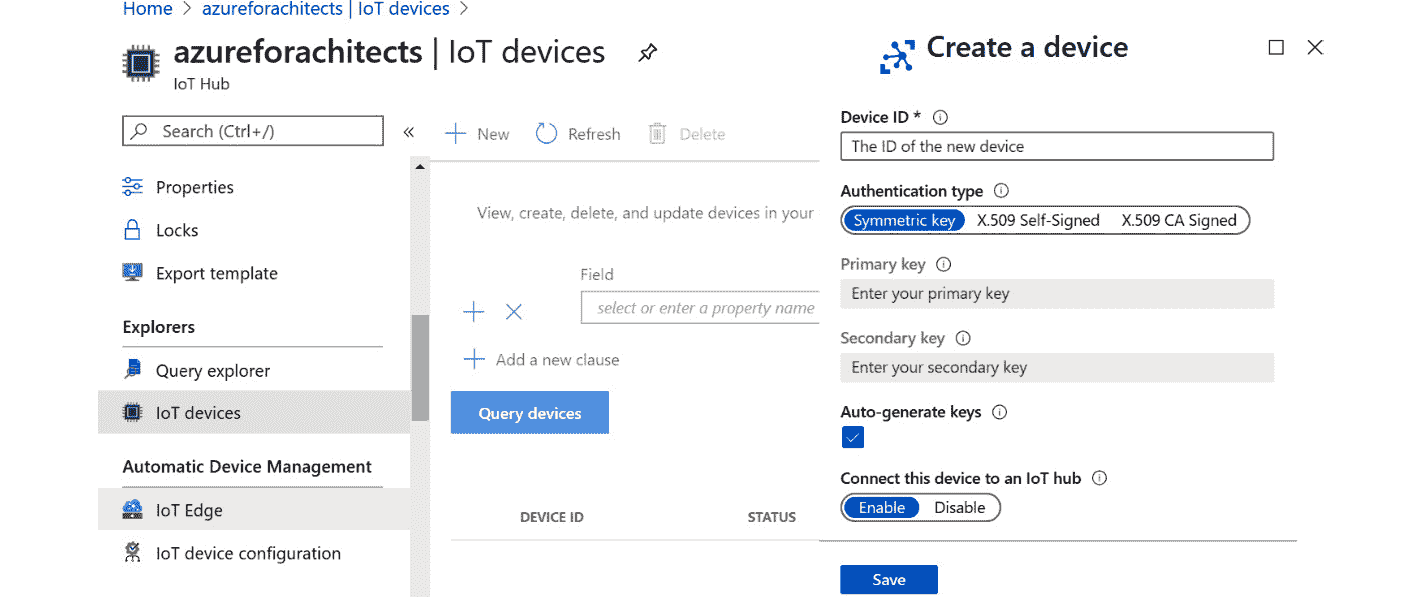 Home > azureforarchitects | IoT devices >
azureforarchitects | IoT devices
IoT Hub
Search (Ctrl+/)
«
Properties
Locks
Export template
Explorers
Query explorer
IoT devices
Automatic Device Management
IoT Edge
IoT device configuration
New
Refresh
Delete
View, create, delete, and update devices in your
Field
select or enter a property name
Add a new clause
Query devices
DEVICE ID
STATUS
Create a device
Device ID *
The ID of the new device
Authentication type
Symmetric key X.509 Self-Signed X.509 CA Signed
Primary key
Enter your primary key
Secondary key
Enter your secondary key
Auto-generate keys
Connect this device to an IoT hub
Enable Disable
Save